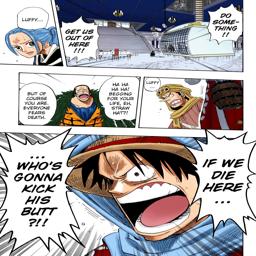 DO
SOME-
THING
!!
GET US
OUT OF
HERE
!!!
LUFFY...
LUFFY
HA HA
HA HA!
BEGGING FOR
YOUR LIFE,
EH,
STRAW
HAT?!
BUT OF
COURSE
YOU ARE.
EVERYONE
FEARS
DEATH.
IF WE
DIE
HERE
...
...
WHO'S
GONNA
KICK
HIS
BUTT
?!!